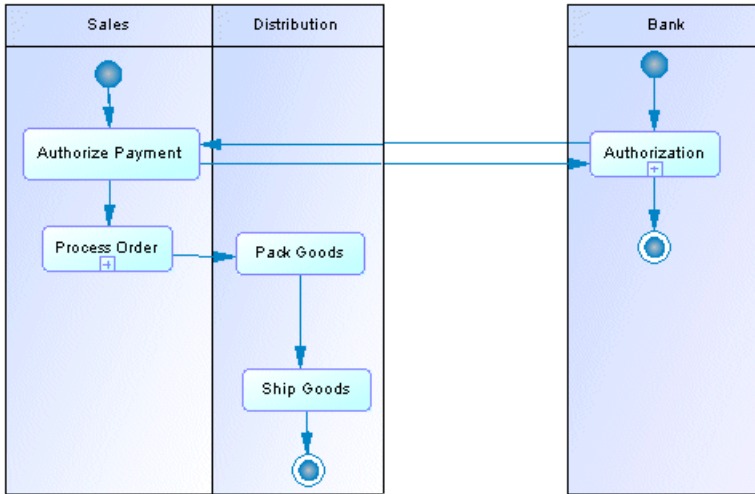 Sales
Distribution
Bank
Authorize Payment
Authorization
Process Order
Pack Goods
Ship Goods